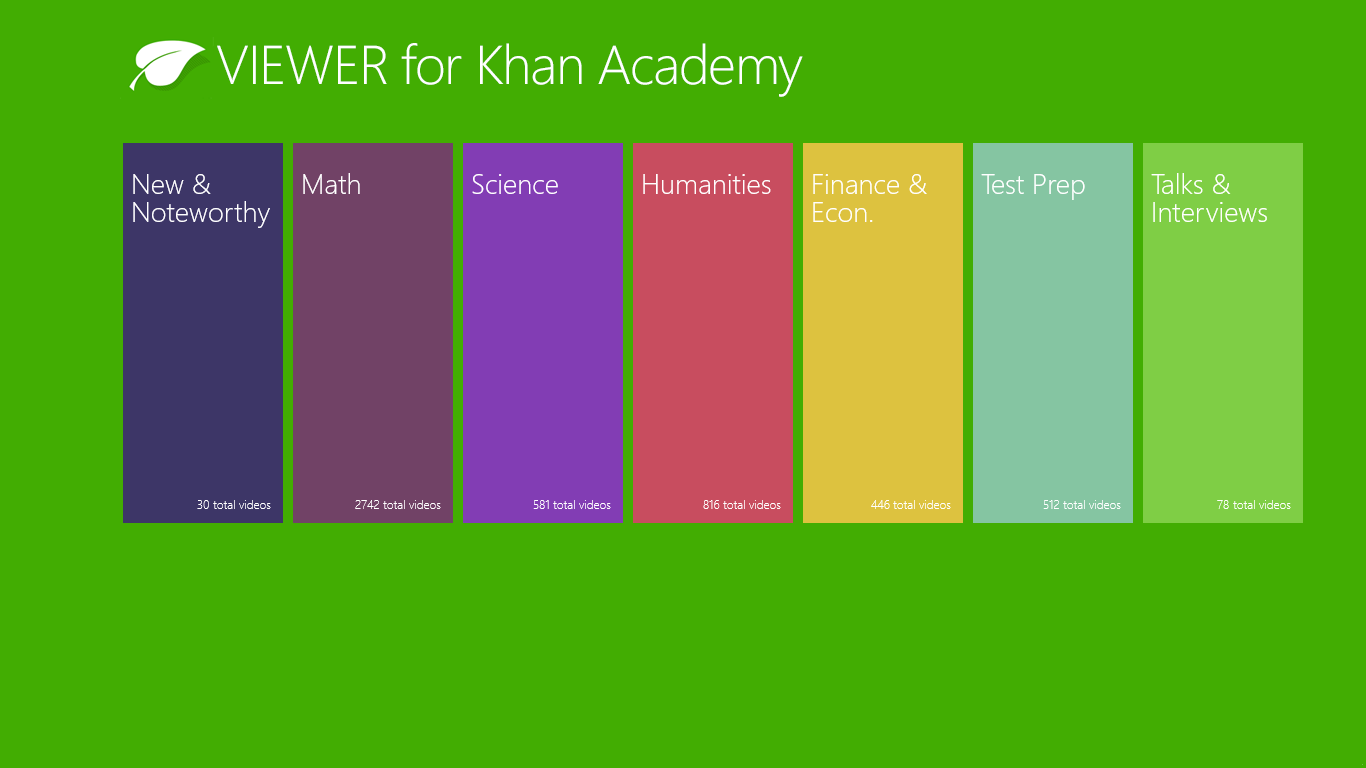 VIEWER for Khan Academy
New &
Noteworthy
30 total videos
Math
2742 total videos
Science
581 total videos
Humanities
816 total videos
Finance &
Econ.
446 total videos
Test Prep
512 total videos
Talks &
Interviews
78 total videos